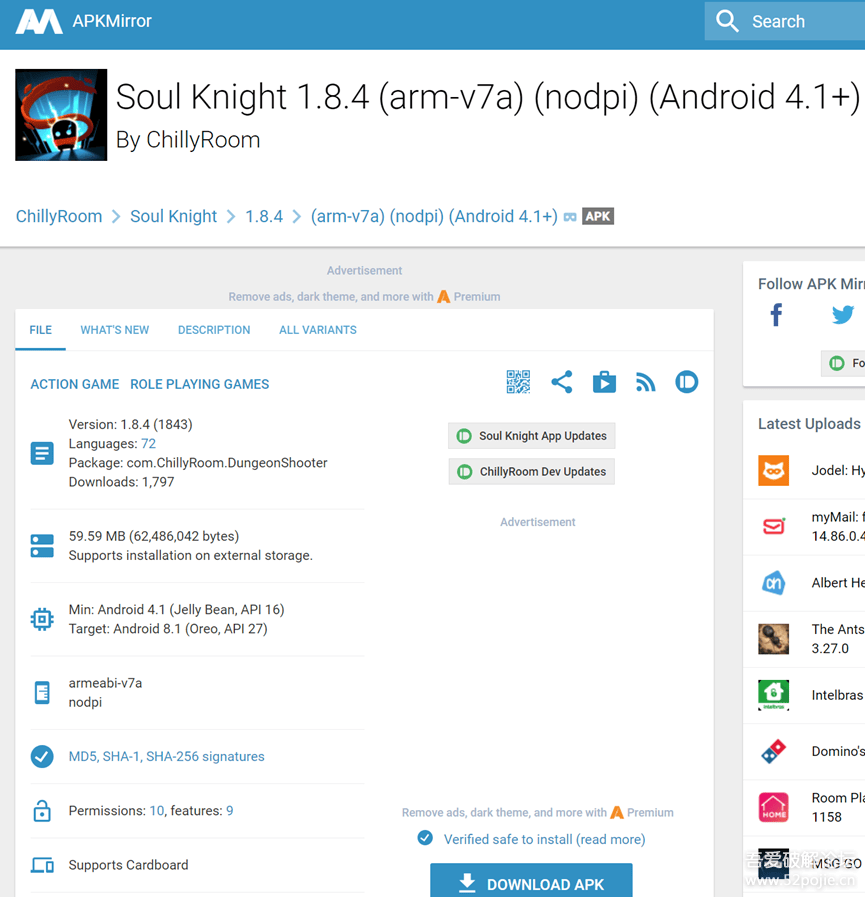 APKMirror
Search
Soul Knight 1.8.4 (arm-v7a) (nodpi) (Android 4.1+)
By ChillyRoom
ChillyRoom > Soul Knight > 1.8.4 > (arm-v7a) (nodpi) (Android 4.1+) APK
Advertisement
Remove ads, dark theme, and more with Premium
FILE WHAT'S NEW DESCRIPTION ALL VARIANTS
ACTION GAME ROLE PLAYING GAMES
Version: 1.8.4 (1843)
Languages: 72
Package: com.ChillyRoom.DungeonShooter
Downloads: 1,797
59.59 MB (62,486,042 bytes)
Supports installation on external storage.
Min: Android 4.1 (Jelly Bean, API 16)
Target: Android 8.1 (Oreo, API 27)
armeabi-v7a
nodpi
MD5, SHA-1, SHA-256 signatures
Permissions: 10, features: 9
Supports Cardboard
Soul Knight App Updates
ChillyRoom Dev Updates
Advertisement
Remove ads, dark theme, and more with Premium
Verified safe to install (read more)
DOWNLOAD APK
Follow APK Mirr
Fo
Latest Uploads
Jodel: Hy
myMail: f
14.86.0.4
Albert He
The Ants
3.27.0
Intelbras
Domino's
HOME
Room Pla
1158
MSG GO
吾爱破解论坛
www.52pojie.cn